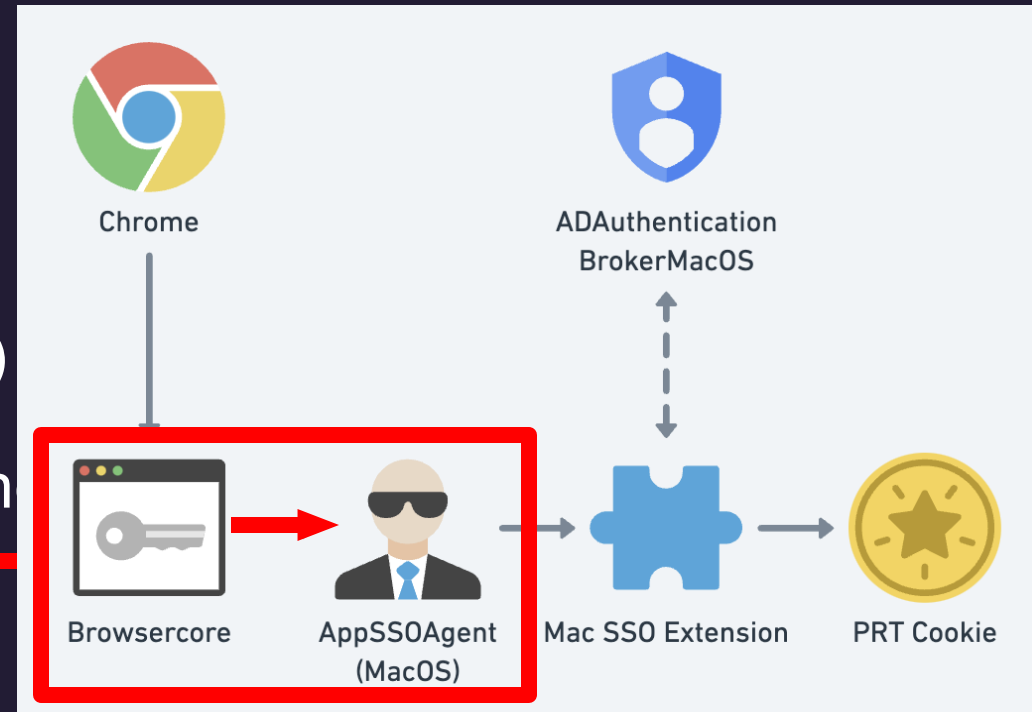 Chrome
ADAuthentication
BrokerMacOS
Browsercore
AppSSOAgent
(MacOS)
Mac SSO Extension
PRT Cookie